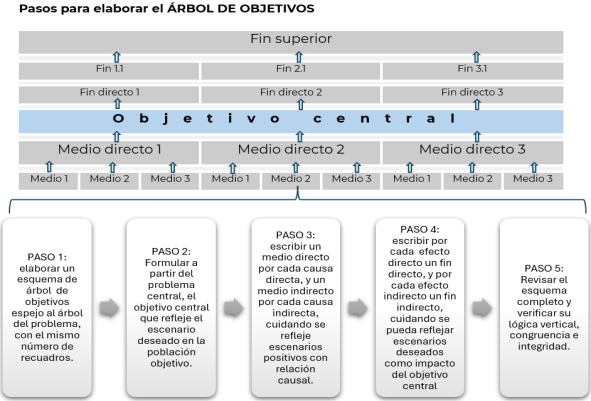 Pasos para elaborar el ÁRBOL DE OBJETIVOS
Fin superior
Fin 1.1
Fin 2.1
Fin 3.1
Fin directo 1
Fin directo 2
Fin directo 3
Objetivo central
Medio directo 1
Medio directo 2
Medio directo 3
Medio 1
Medio 2
Medio 3
Medio 1
Medio 2
Medio 3
Medio 1
Medio 2
Medio 3
PASO 1:
elaborar un
esquema de
árbol de
objetivos
espejo al árbol
del problema,
con el mismo
número de
recuadros.
PASO 2:
Formular a
partir del
problema
central, el
objetivo central
que refleje el
escenario
deseado en la
población
objetivo.
PASO 3:
escribir un
medio directo
por cada causa
directa, y un
medio indirecto
por cada causa
indirecta,
cuidando se
refleje
escenarios
positivos con
relación
causal.
PASO 4:
escribir por
cada efecto
directo un fin
directo, y por
cada efecto
indirecto un fin
indirecto,
cuidando se
pueda reflejar
escenarios
deseados
como impacto
del objetivo
central
PASO 5:
Revisar el
esquema
completo y
verificar su
lógica vertical,
congruencia e
integridad.